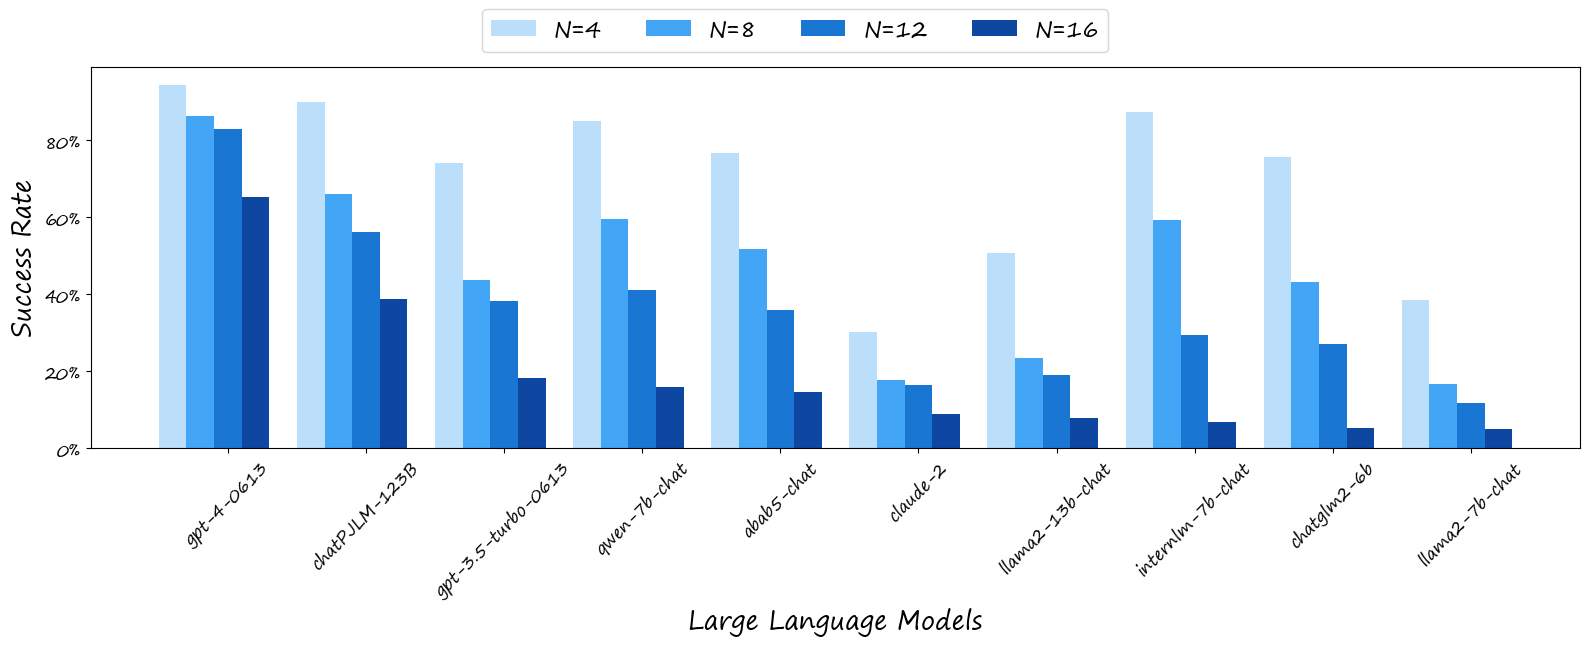 N=4 N=8 N=12 N=16
Success Rate
80%
60%
40%
20%
0%
gpt-4-0613
chatPJLM-123B
gpt-3.5-turbo-0613
qwen-7b-chat
abab5-chat
claude-2
llama2-13b-chat
internlm-7b-chat
chatglm2-6b
llama2-7b-chat
Large Language Models